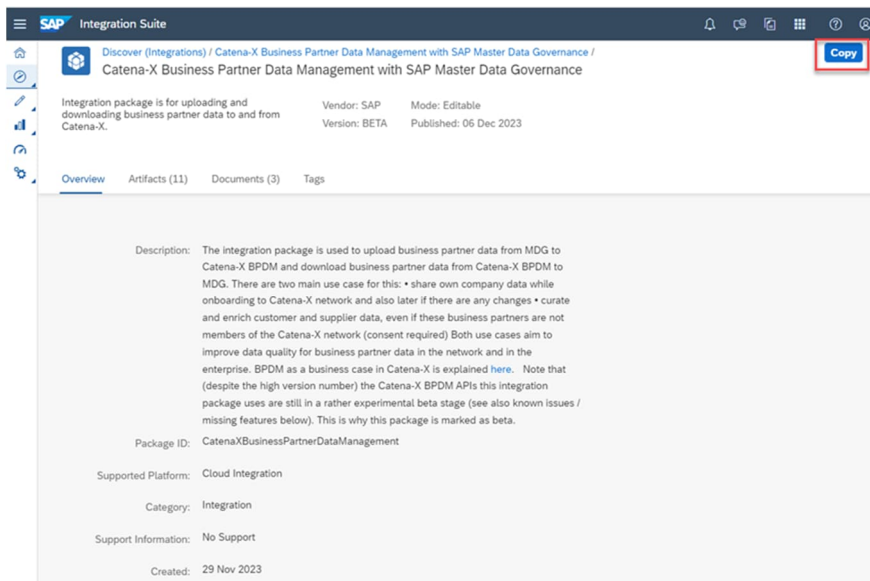 SAP Integration Suite
Discover (Integrations) / Catena-X Business Partner Data Management with SAP Master Data Governance /
Copy
Catena-X Business Partner Data Management with SAP Master Data Governance
Integration package is for uploading and
downloading business partner data to and from
Catena-X.
Vendor: SAP Mode: Editable
Version: BETA Published: 06 Dec 2023
Overview Artifacts (11) Documents (3) Tags
Description: The integration package is used to upload business partner data from MDG to
Catena-X BPDM and download business partner data from Catena-X BPDM to
MDG. There are two main use case for this: • share own company data while
onboarding to Catena-X network and also later if there are any changes • curate
and enrich customer and supplier data, even if these business partners are not
members of the Catena-X network (consent required) Both use cases aim to
improve data quality for business partner data in the network and in the
enterprise. BPDM as a business case in Catena-X is explained here. Note that
(despite the high version number) the Catena-X BPDM APIs this integration
package uses are still in a rather experimental beta stage (see also known issues /
missing features below). This is why this package is marked as beta.
Package ID: CatenaXBusinessPartnerDataManagement
Supported Platform: Cloud Integration
Category: Integration
Support Information: No Support
Created: 29 Nov 2023